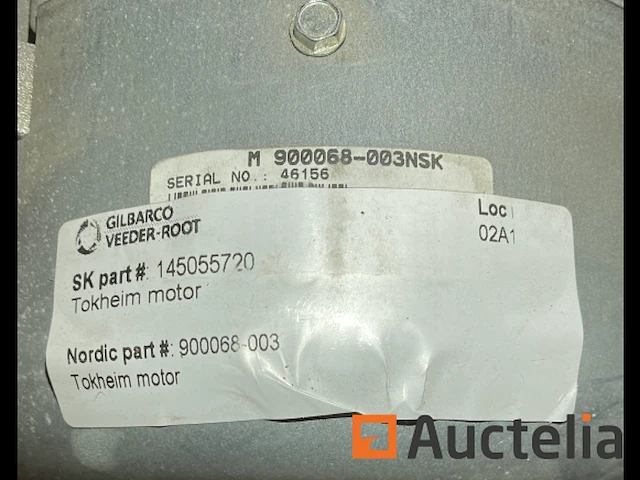 M 900068-003NSK
SERIAL NO.: 46156
GILBARCO
VEEDER-ROOT
Loc
02A1
SK part #: 145055720
Tokheim motor
Nordic part #: 900068-003
Tokheim motor
Auctelia